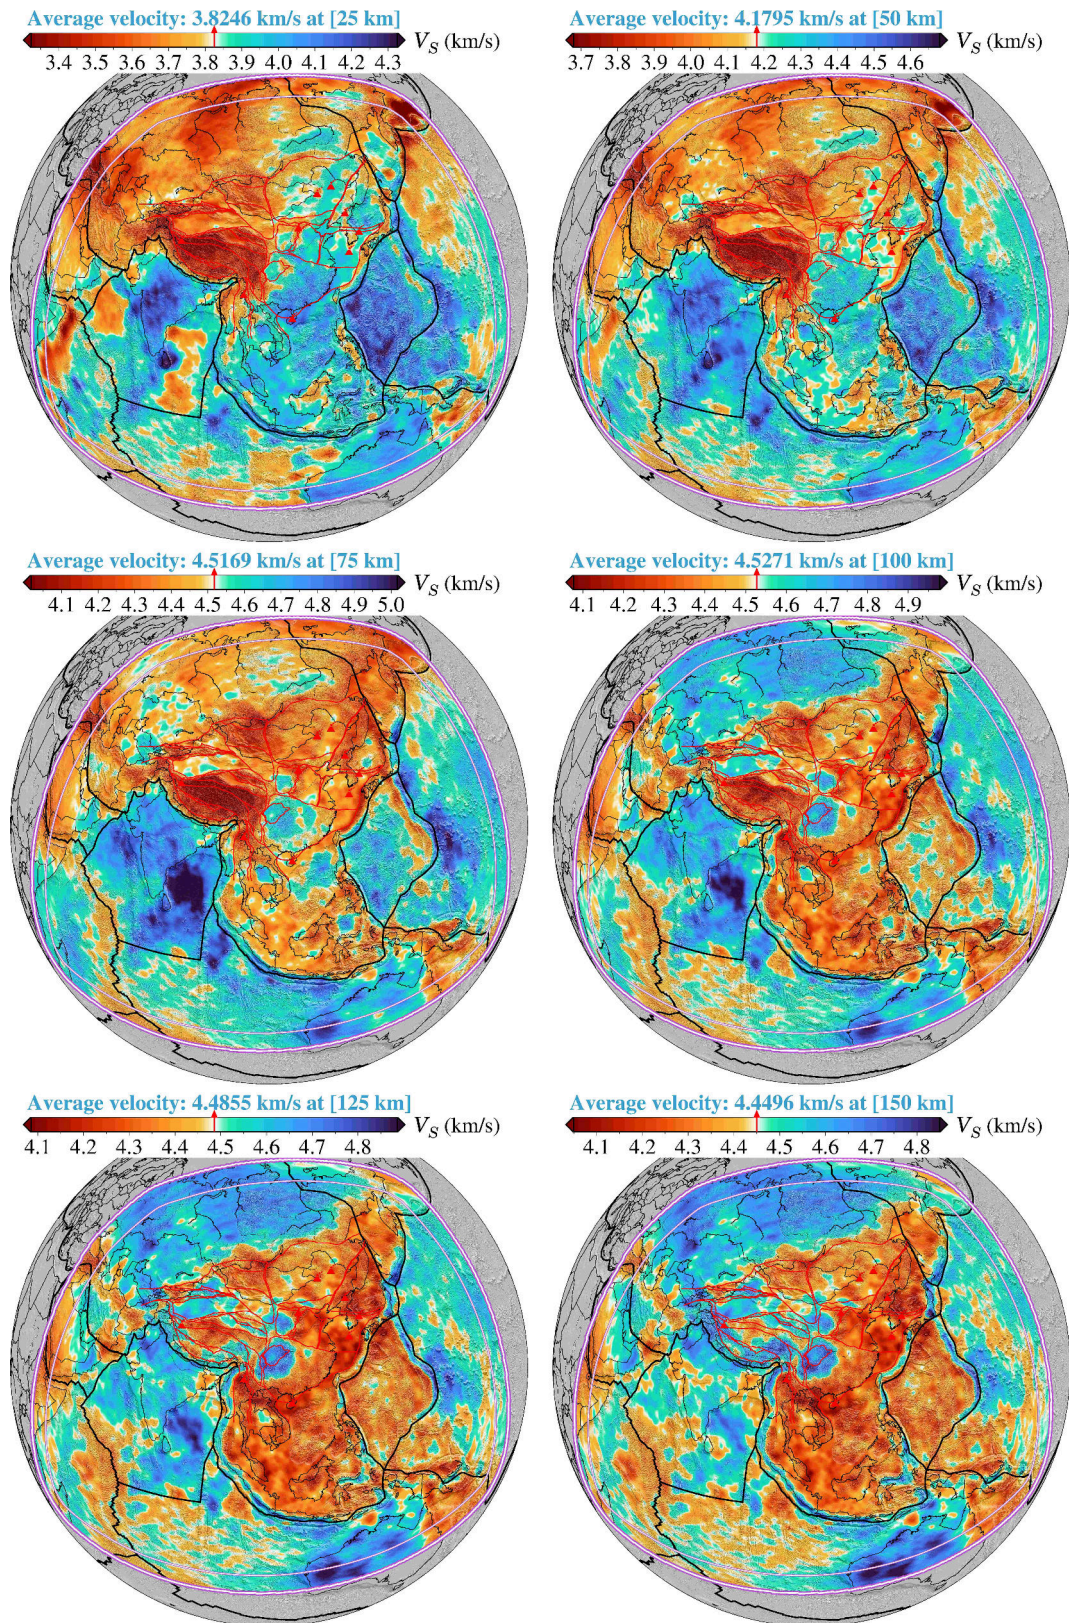 Average velocity: 3.8246 km/s at [25 km]
V_S (km/s)
3.4 3.5 3.6 3.7 3.8 3.9 4.0 4.1 4.2 4.3
Average velocity: 4.1795 km/s at [50 km]
V_S (km/s)
3.7 3.8 3.9 4.0 4.1 4.2 4.3 4.4 4.5 4.6
Average velocity: 4.5169 km/s at [75 km]
V_S (km/s)
4.1 4.2 4.3 4.4 4.5 4.6 4.7 4.8 4.9 5.0
Average velocity: 4.5271 km/s at [100 km]
V_S (km/s)
4.1 4.2 4.3 4.4 4.5 4.6 4.7 4.8 4.9
Average velocity: 4.4855 km/s at [125 km]
V_S (km/s)
4.1 4.2 4.3 4.4 4.5 4.6 4.7 4.8
Average velocity: 4.4496 km/s at [150 km]
V_S (km/s)
4.1 4.2 4.3 4.4 4.5 4.6 4.7 4.8